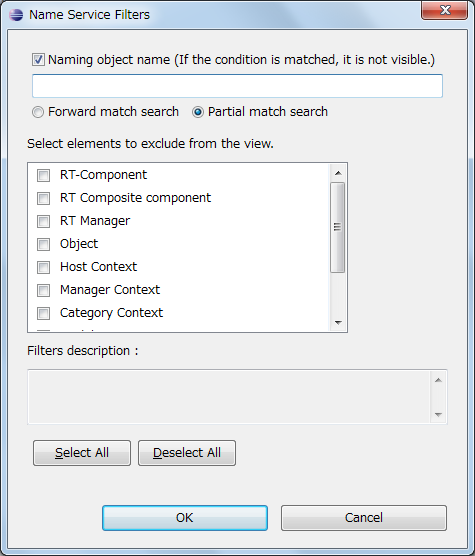 Name Service Filters
Naming object name (If the condition is matched, it is not visible.)
Forward match search Partial match search
Select elements to exclude from the view.
RT-Component
RT Composite component
RT Manager
Object
Host Context
Manager Context
Category Context
Filters description :
Select All Deselect All
OK Cancel